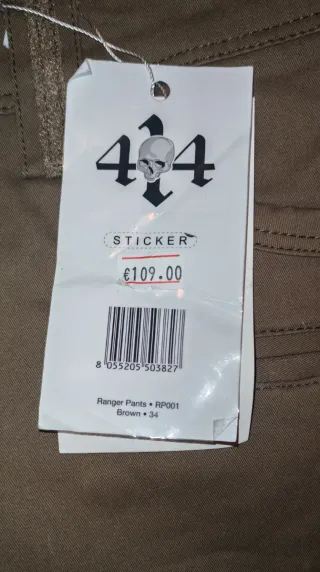 414
STICKER
€109.00
8 055205 503827
Ranger Pants • RP001
Brown • 34